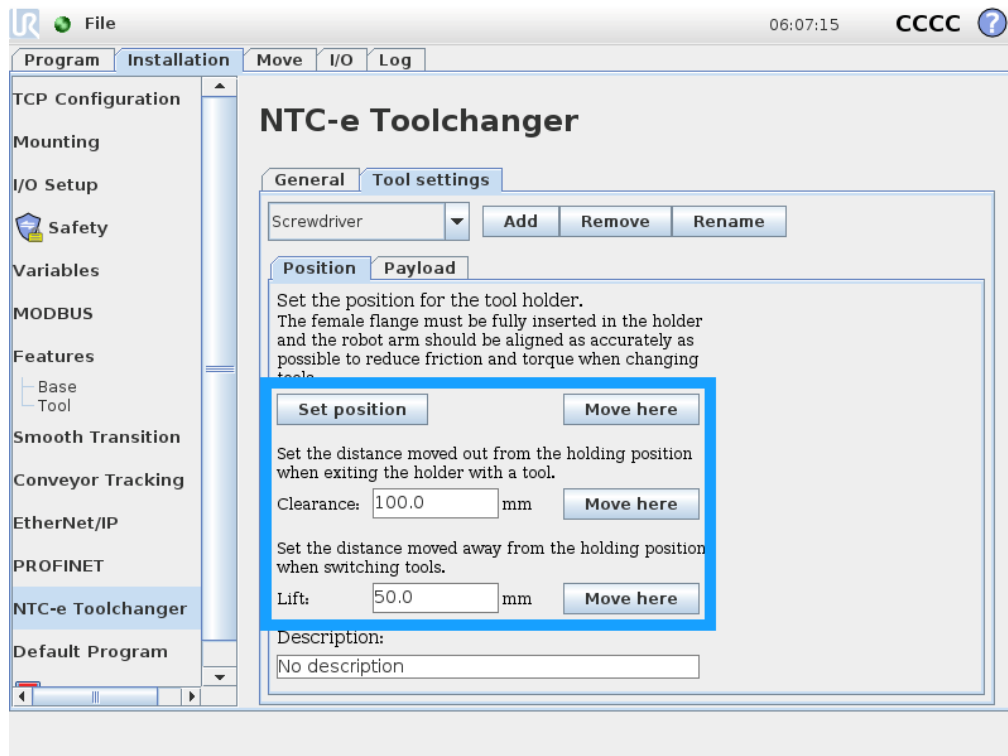 UR File 06:07:15 CCCC ?
Program Installation Move I/O Log
TCP Configuration
Mounting
I/O Setup
Safety
Variables
MODBUS
Features
Base
Tool
Smooth Transition
Conveyor Tracking
EtherNet/IP
PROFINET
NTC-e Toolchanger
Default Program
NTC-e Toolchanger
General Tool settings
Screwdriver Add Remove Rename
Position Payload
Set the position for the tool holder.
The female flange must be fully inserted in the holder
and the robot arm should be aligned as accurately as
possible to reduce friction and torque when changing
tools.
Set position Move here
Set the distance moved out from the holding position
when exiting the holder with a tool.
Clearance: 100.0 mm Move here
Set the distance moved away from the holding position
when switching tools.
Lift: 50.0 mm Move here
Description:
No description